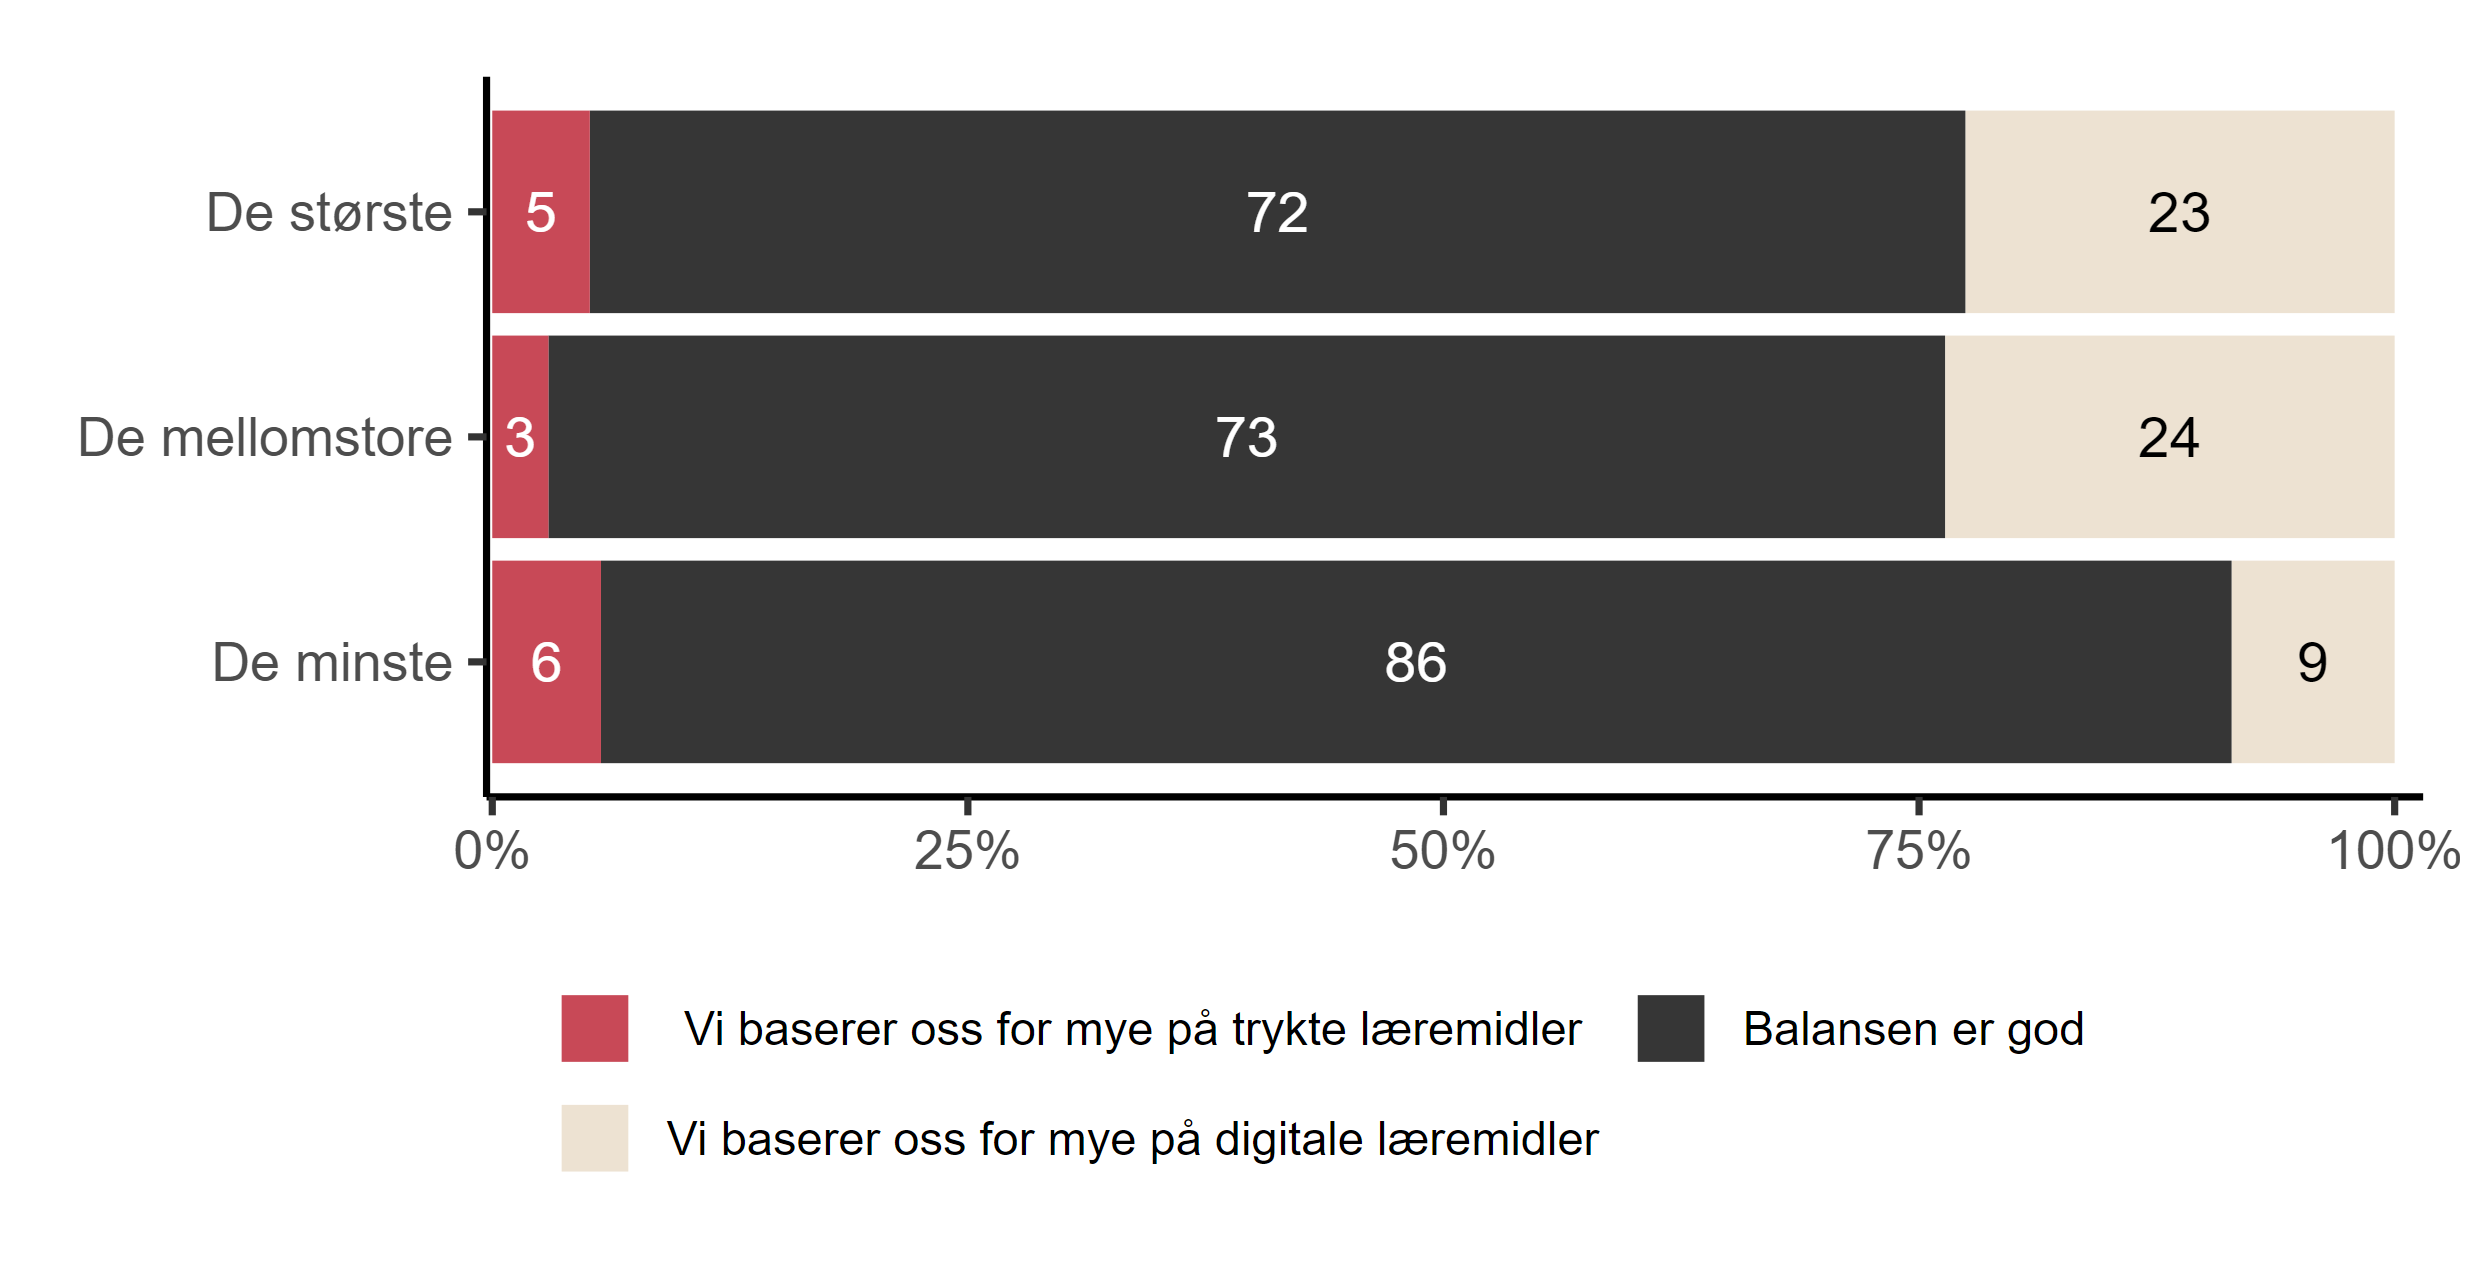 De største 5 72 23
De mellomstore 3 73 24
De minste 6 86 9
0% 25% 50% 75% 100%
Vi baserer oss for mye på trykte læremidler Balansen er god
Vi baserer oss for mye på digitale læremidler